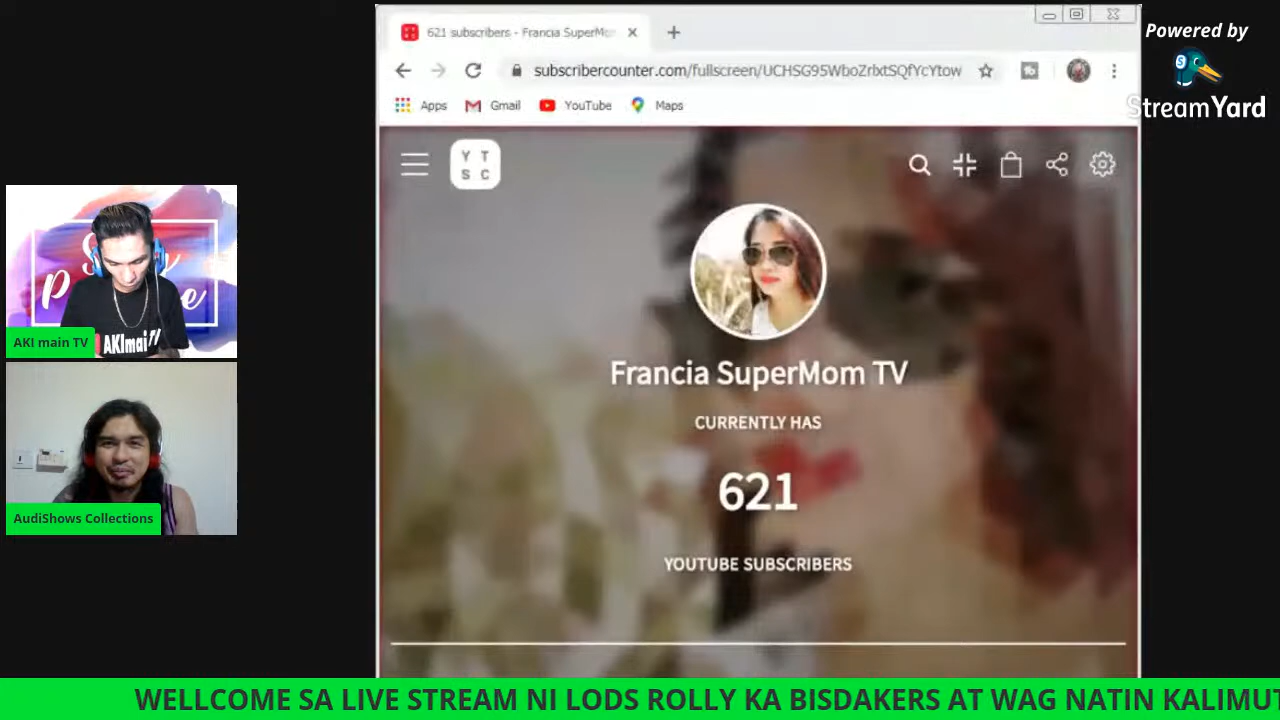 621 subscribers - Francia SuperMo
subscribercounter.com/fullscreen/UCHSG95WboZrlxtSQfYcYtow
Apps Gmail YouTube Maps
Powered by
StreamYard
Y T
S C
Francia SuperMom TV
CURRENTLY HAS
621
YOUTUBE SUBSCRIBERS
AKImai
AKI main TV
AudiShows Collections
WELLCOME SA LIVE STREAM NI LODS ROLLY KA BISDAKERS AT WAG NATIN KALIMUT